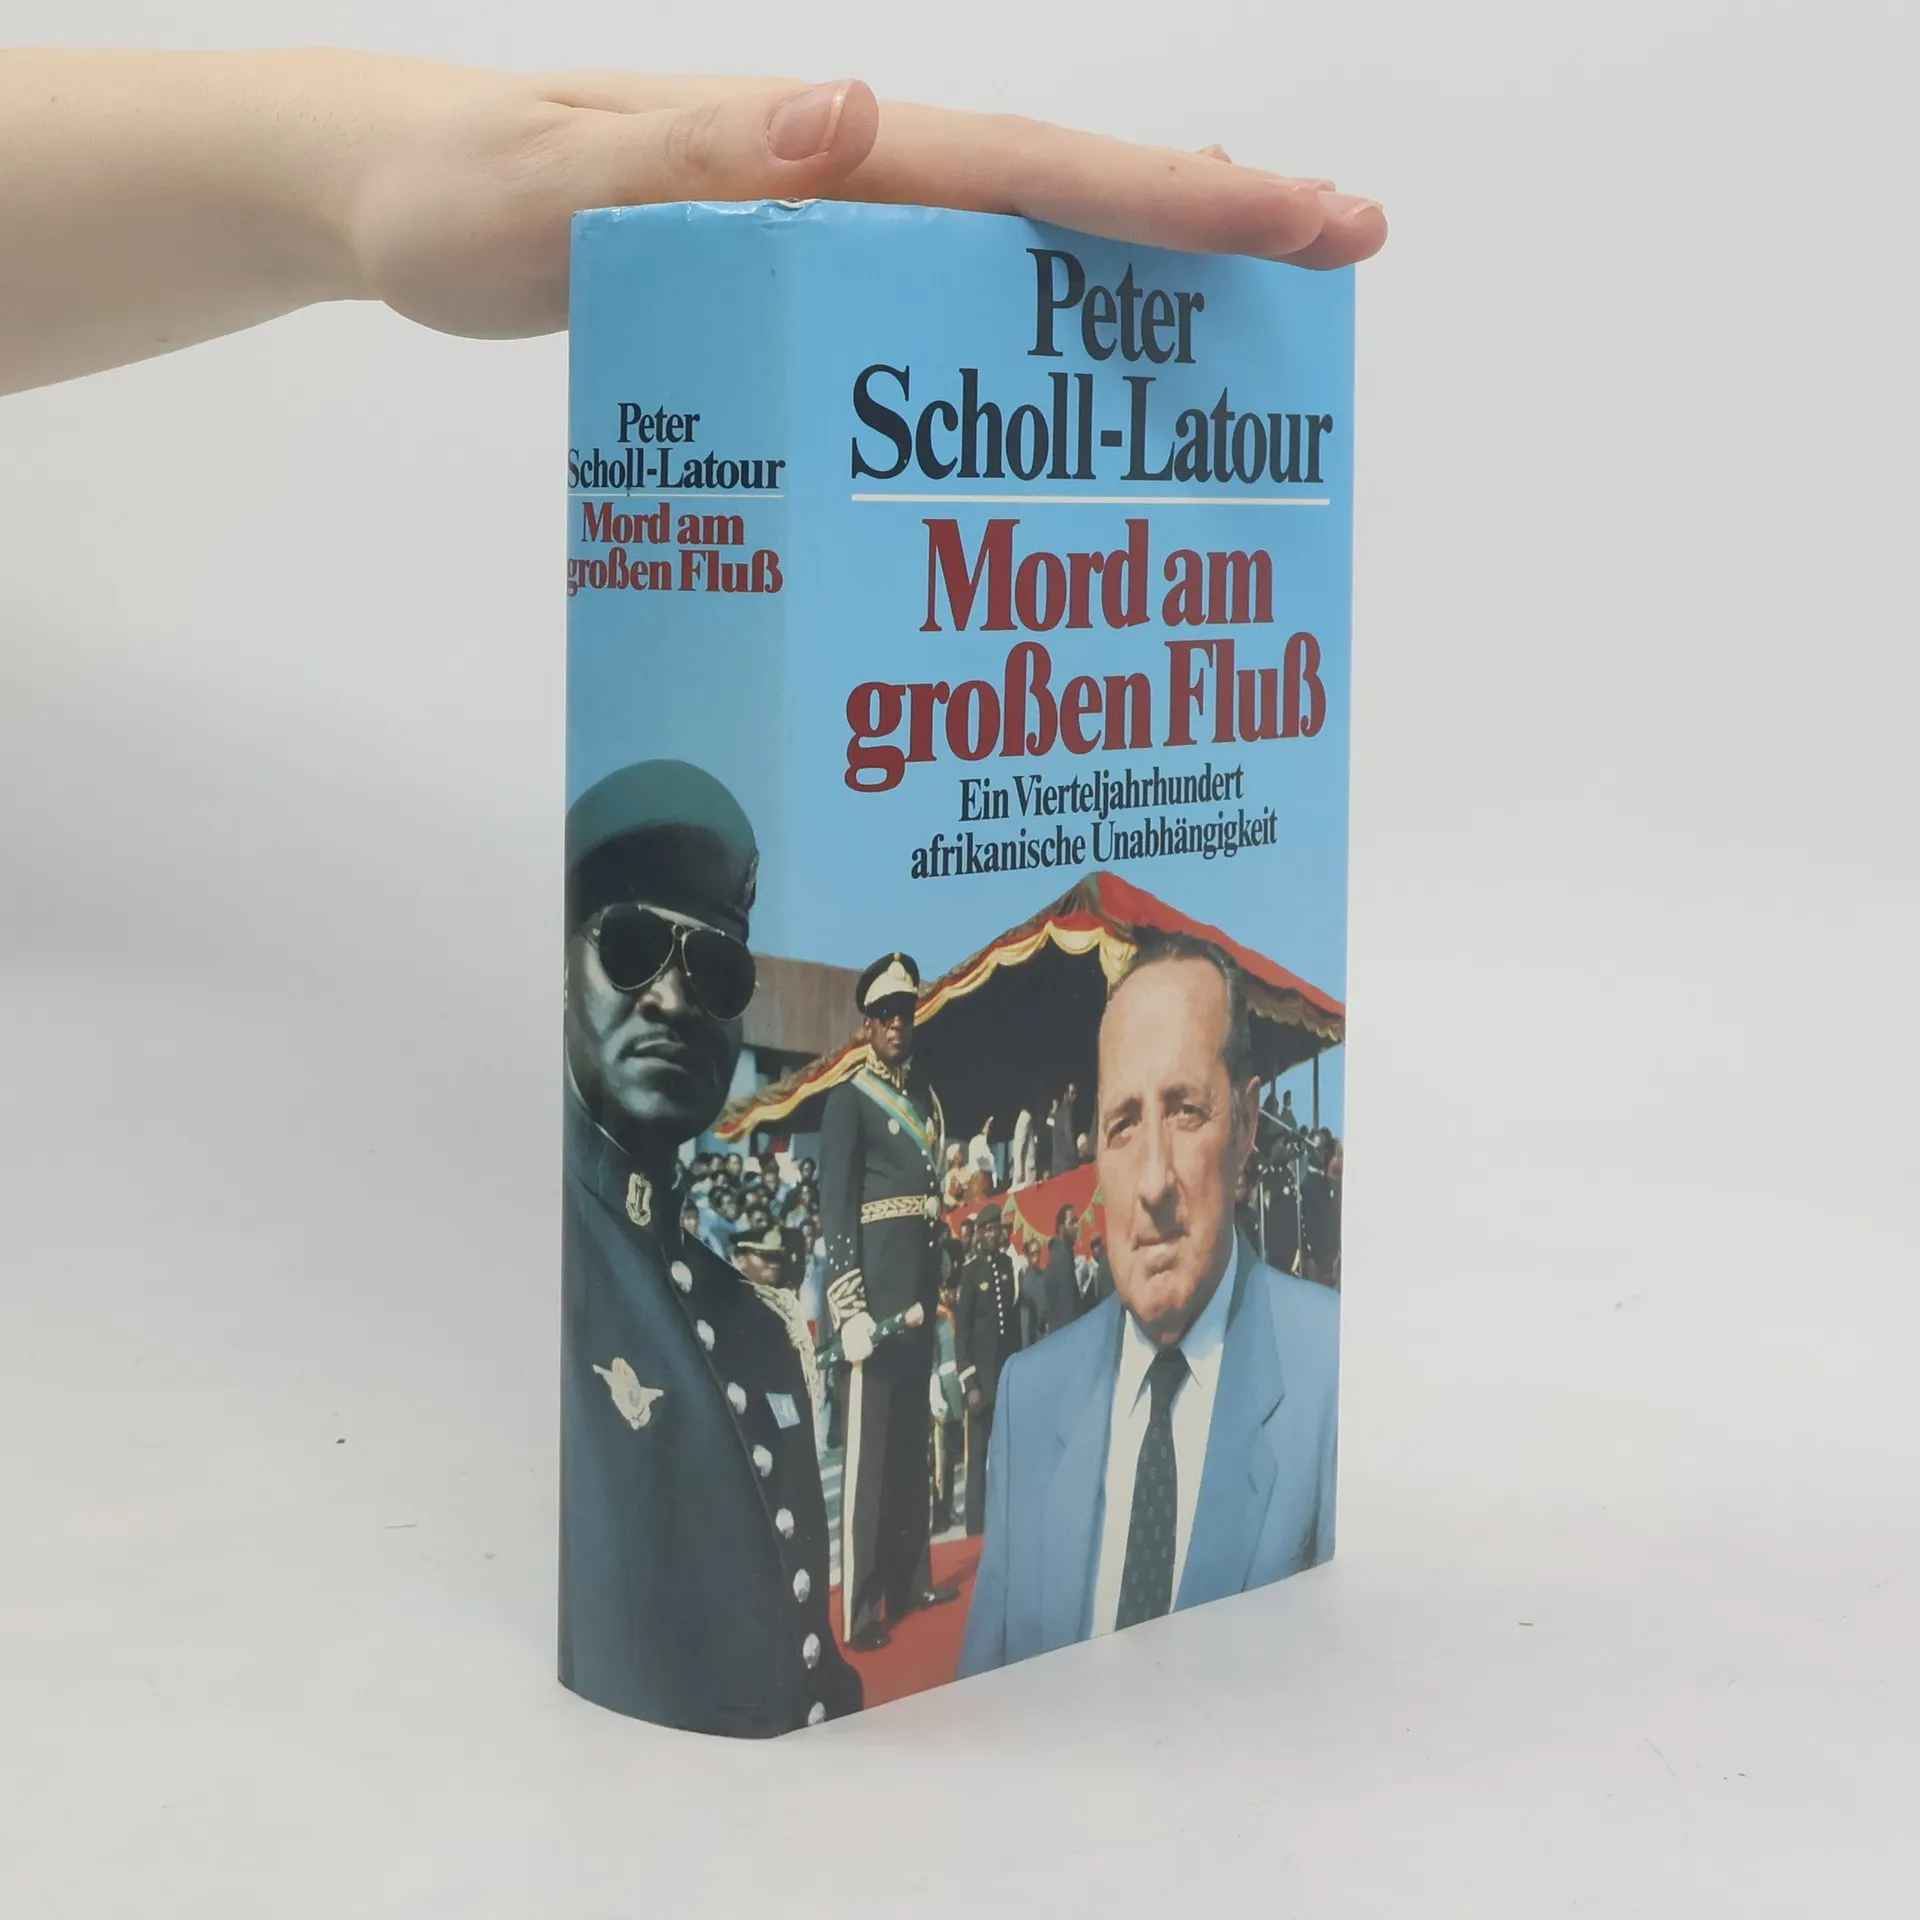 Peter
Scholl-Latour
Mord am
großen Fluß
Peter
Scholl-Latour
Mord am
großen Fluß
Ein Vierteljahrhundert
afrikanische Unabhängigkeit